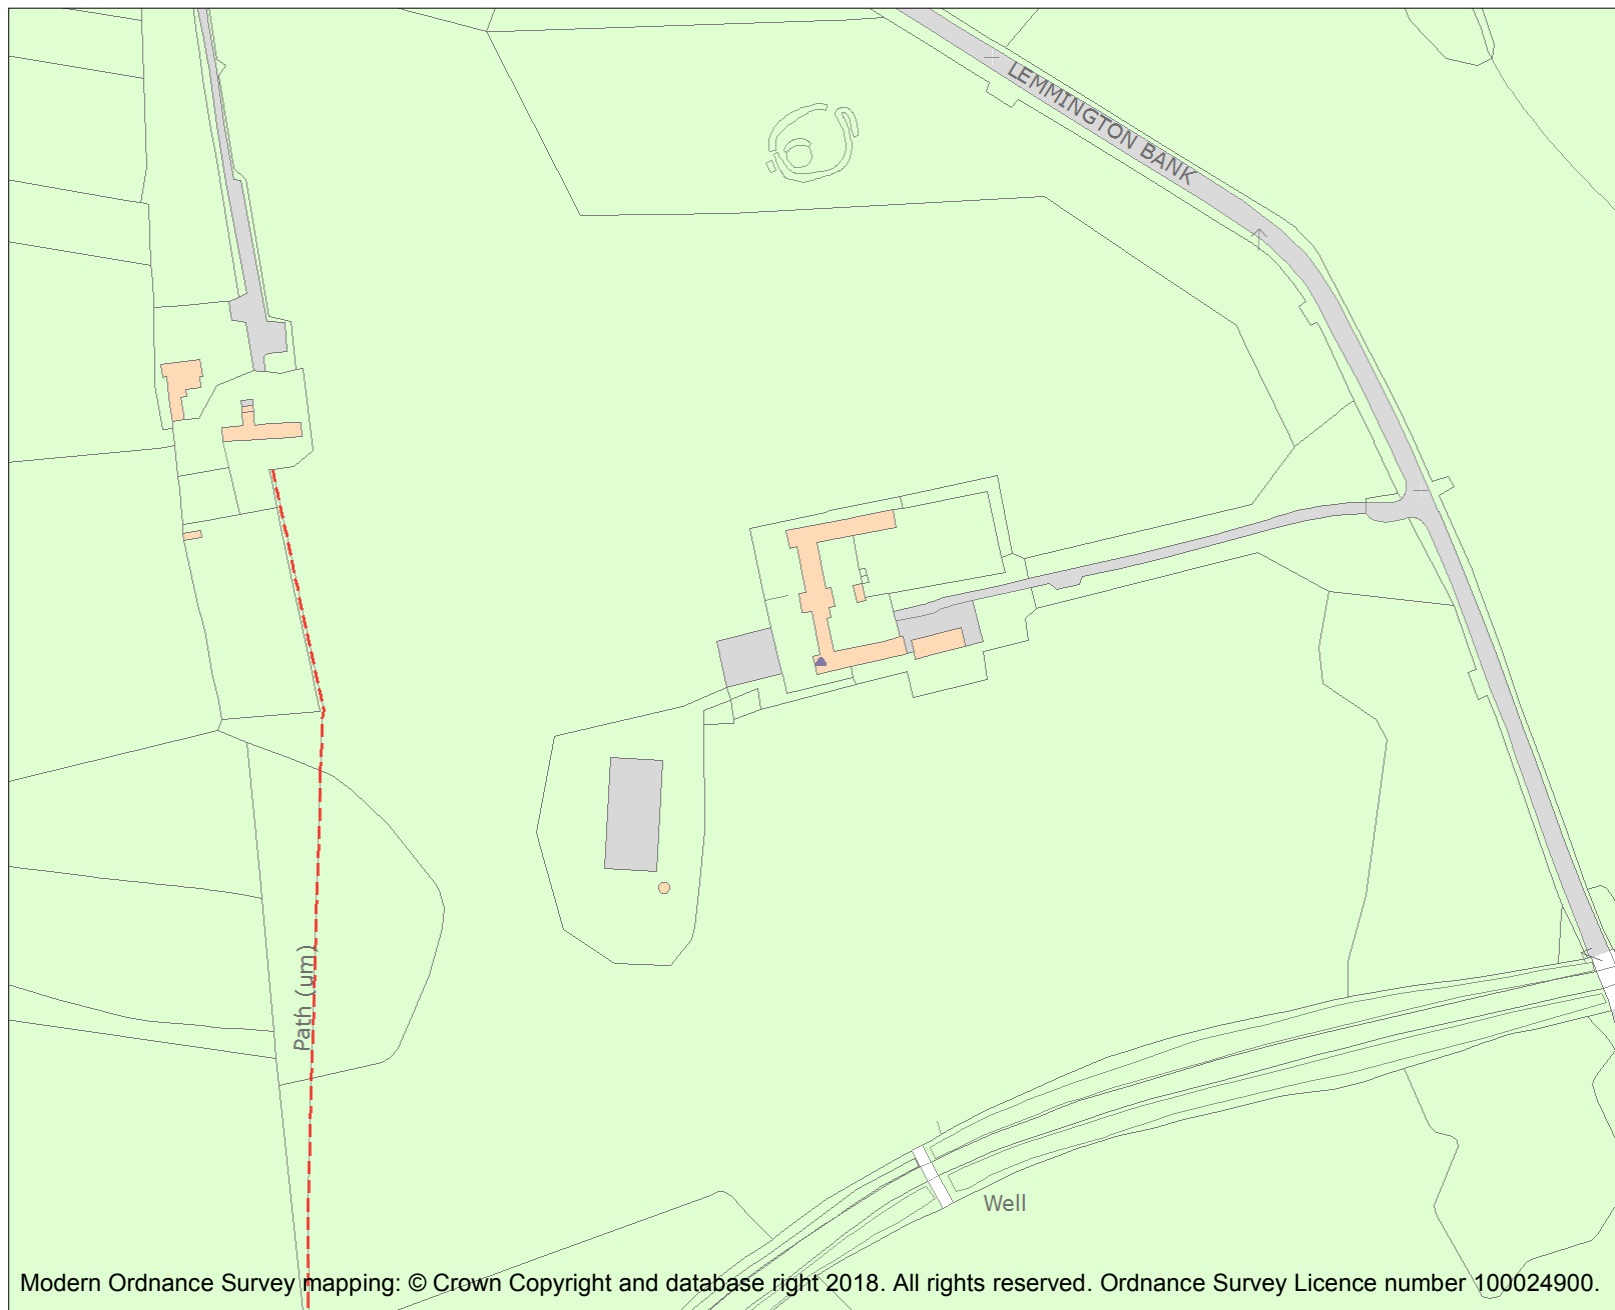 LEMMINGTON BANK
Path (um)
Well
Modern Ordnance Survey mapping: © Crown Copyright and database right 2018. All rights reserved. Ordnance Survey Licence number 100024900.